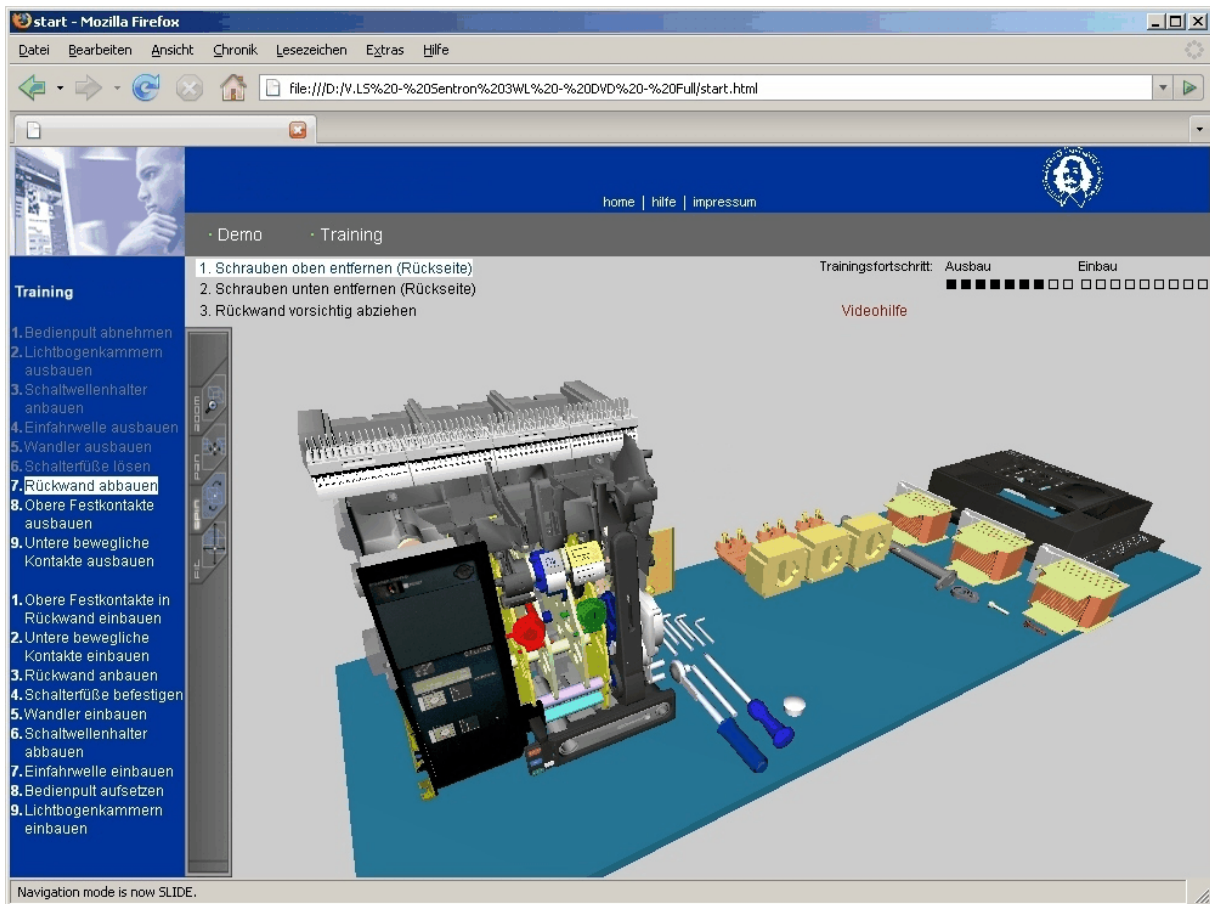 start - Mozilla Firefox
Datei Bearbeiten Ansicht Chronik Lesezeichen Extras Hilfe
file:///D:/V.LS%20-%20Sentron%203WL%20-%20DVD%20-%20Full/start.html
home | hilfe | impressum
· Demo · Training
1. Schrauben oben entfernen (Rückseite)
2. Schrauben unten entfernen (Rückseite)
3. Rückwand vorsichtig abziehen
Trainingsfortschritt: Ausbau Einbau
Videohilfe
Training
1. Bedienpult abnehmen
2. Lichtbogenkammern
ausbauen
3. Schaltwellenhalter
anbauen
4. Einfahrwelle ausbauen
5. Wandler ausbauen
6. Schalterfüße lösen
7. Rückwand abbauen
8. Obere Festkontakte
ausbauen
9. Untere bewegliche
Kontakte ausbauen
1. Obere Festkontakte in
Rückwand einbauen
2. Untere bewegliche
Kontakte einbauen
3. Rückwand anbauen
4. Schalterfüße befestigen
5. Wandler einbauen
6. Schaltwellenhalter
abbauen
7. Einfahrwelle einbauen
8. Bedienpult aufsetzen
9. Lichtbogenkammern
einbauen
ZOOM
PAN
SPIN
FIT
Navigation mode is now SLIDE.